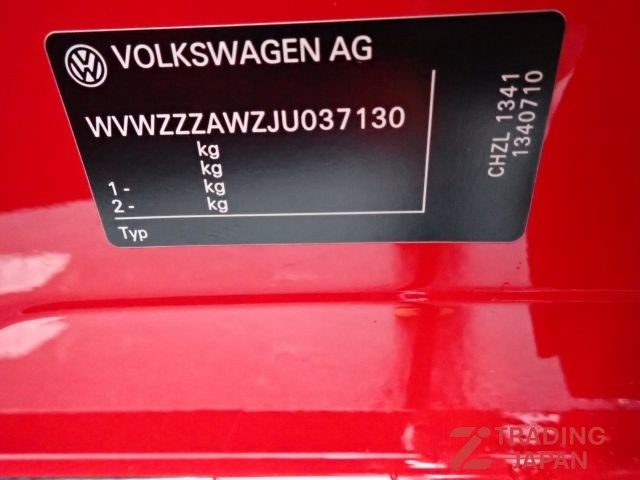 VOLKSWAGEN AG
WVWZZZAWZJU037130
kg
kg
1 - kg
2 - kg
Typ
CHZL 1341
1340710
TRADING
JAPAN